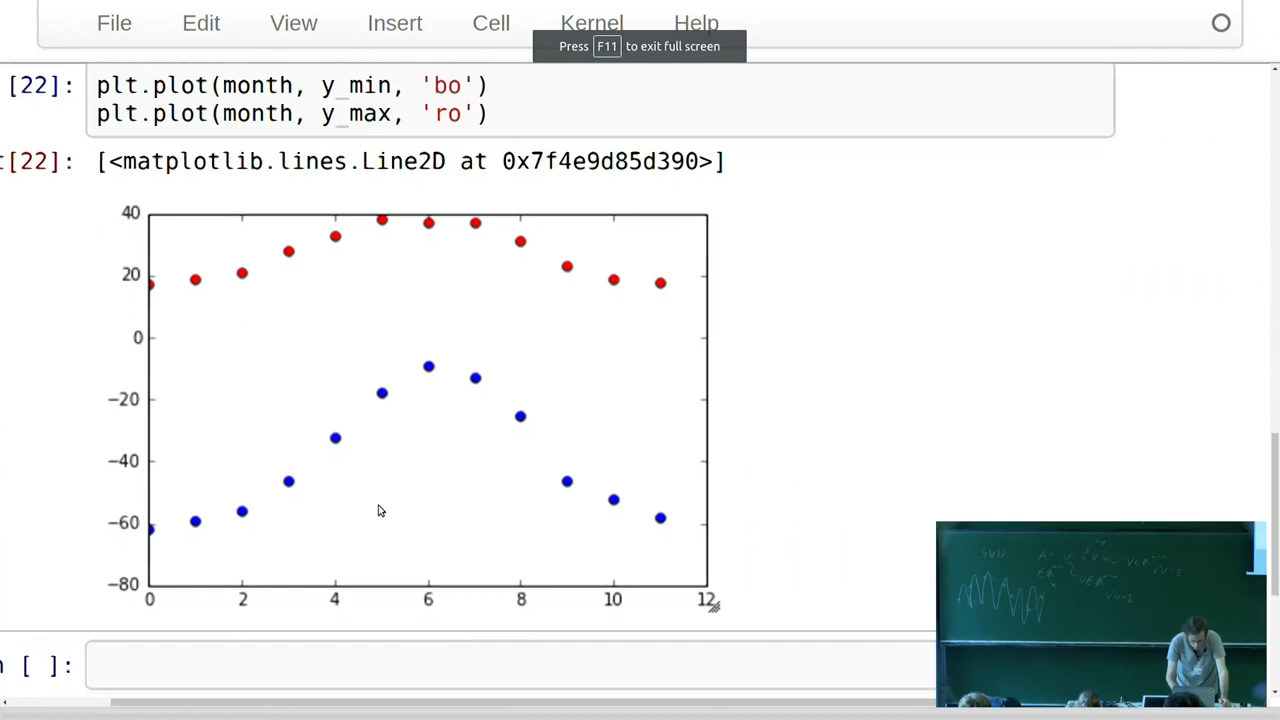 File Edit View Insert Cell Kernel Help
Press F11 to exit full screen
[22]: plt.plot(month, y_min, 'bo')
plt.plot(month, y_max, 'ro')
t[22]: [<matplotlib.lines.Line2D at 0x7f4e9d85d390>]
40
20
0
−20
−40
−60
−80
0 2 4 6 8 10 12
n [ ]:
SVD